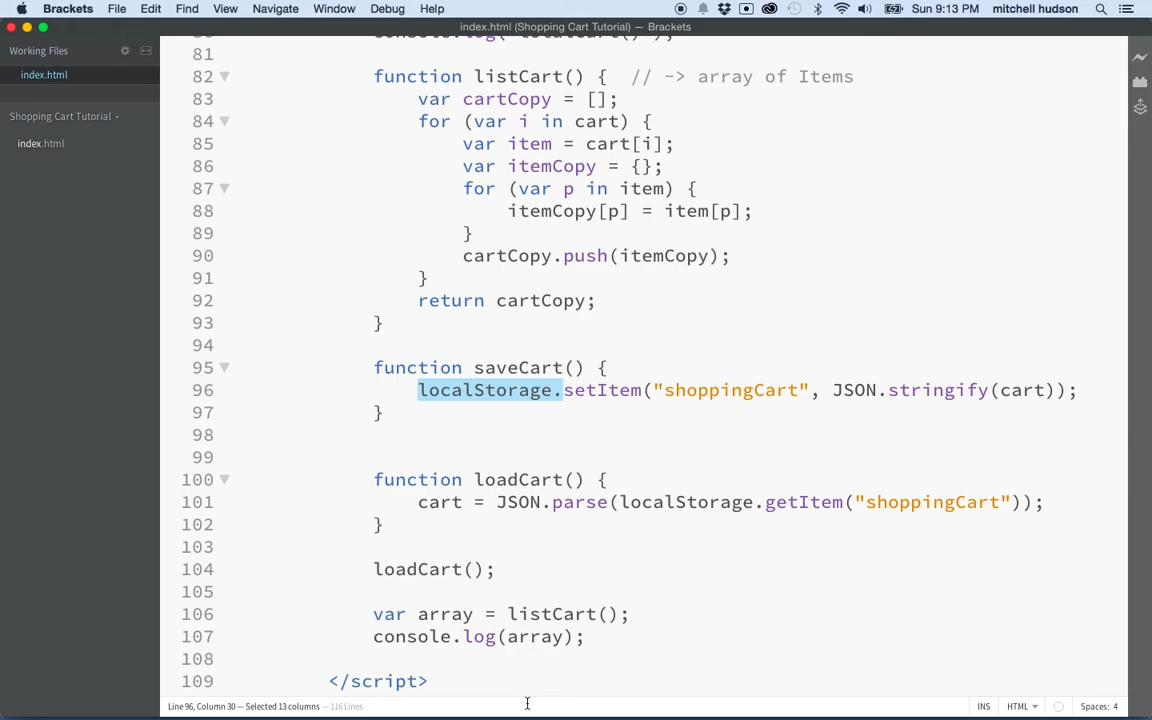 Brackets File Edit Find View Navigate Window Debug Help Sun 9:13 PM mitchell hudson
index.html (Shopping Cart Tutorial) — Brackets
Working Files
index.html
Shopping Cart Tutorial
index.html
81
82 function listCart() { // -> array of Items
83 var cartCopy = [];
84 for (var i in cart) {
85 var item = cart[i];
86 var itemCopy = {};
87 for (var p in item) {
88 itemCopy[p] = item[p];
89 }
90 cartCopy.push(itemCopy);
91 }
92 return cartCopy;
93 }
94
95 function saveCart() {
96 localStorage.setItem("shoppingCart", JSON.stringify(cart));
97 }
98
99
100 function loadCart() {
101 cart = JSON.parse(localStorage.getItem("shoppingCart"));
102 }
103
104 loadCart();
105
106 var array = listCart();
107 console.log(array);
108
109 </script>
Line 96, Column 30 — Selected 13 columns — 116 Lines INS HTML Spaces: 4